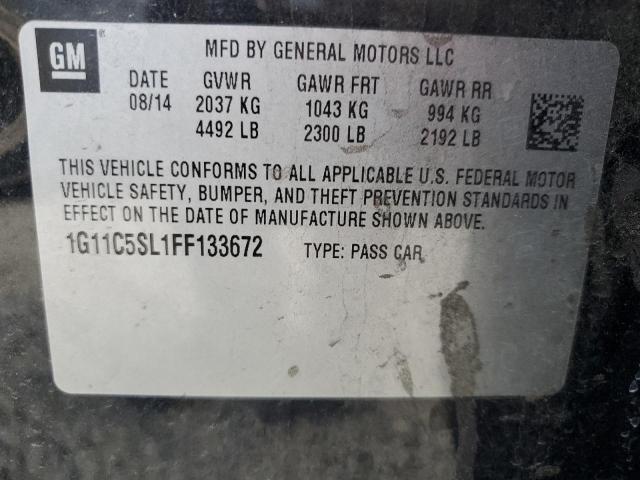 GM
MFD BY GENERAL MOTORS LLC
DATE GVWR GAWR FRT GAWR RR
08/14 2037 KG 1043 KG 994 KG
4492 LB 2300 LB 2192 LB
THIS VEHICLE CONFORMS TO ALL APPLICABLE U.S. FEDERAL MOTOR
VEHICLE SAFETY, BUMPER, AND THEFT PREVENTION STANDARDS IN
EFFECT ON THE DATE OF MANUFACTURE SHOWN ABOVE.
1G11C5SL1FF133672 TYPE: PASS CAR